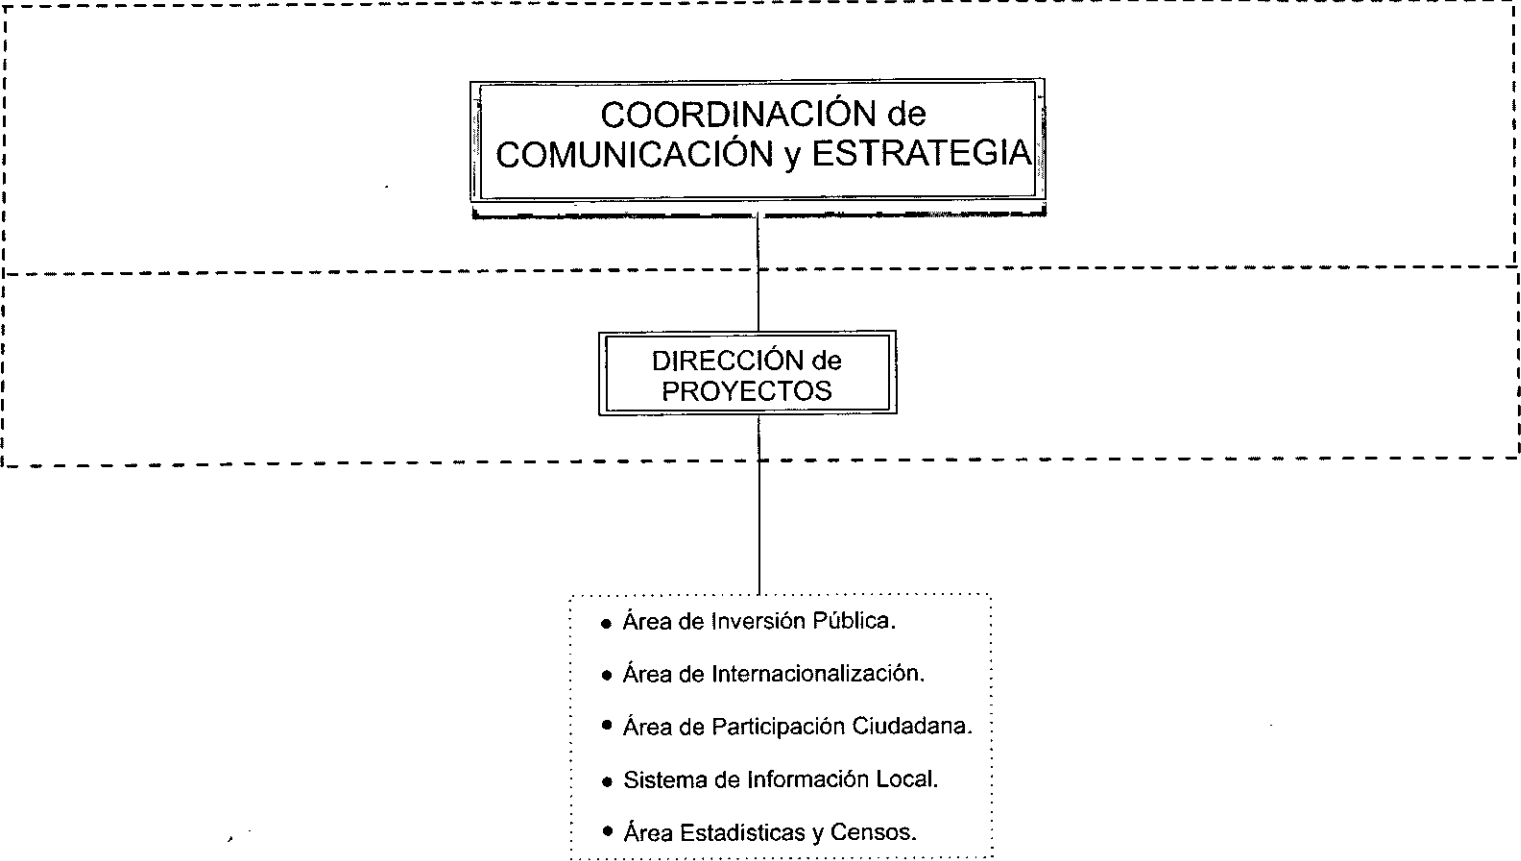 COORDINACIÓN de
COMUNICACIÓN y ESTRATEGIA
DIRECCIÓN de
PROYECTOS
● Área de Inversión Pública.
● Área de Internacionalización.
● Área de Participación Ciudadana.
● Sistema de Información Local.
● Área Estadísticas y Censos.